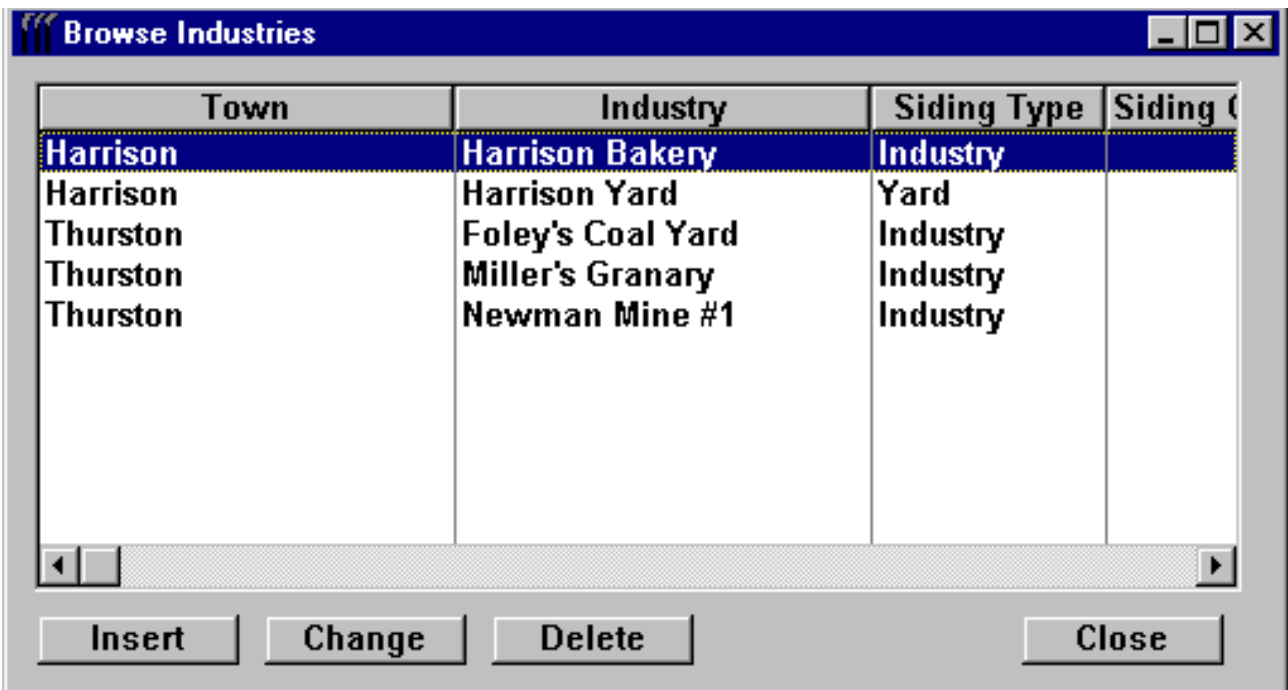 Browse Industries
Town Industry Siding Type Siding
Harrison Harrison Bakery Industry
Harrison Harrison Yard Yard
Thurston Foley's Coal Yard Industry
Thurston Miller's Granary Industry
Thurston Newman Mine #1 Industry
Insert Change Delete Close